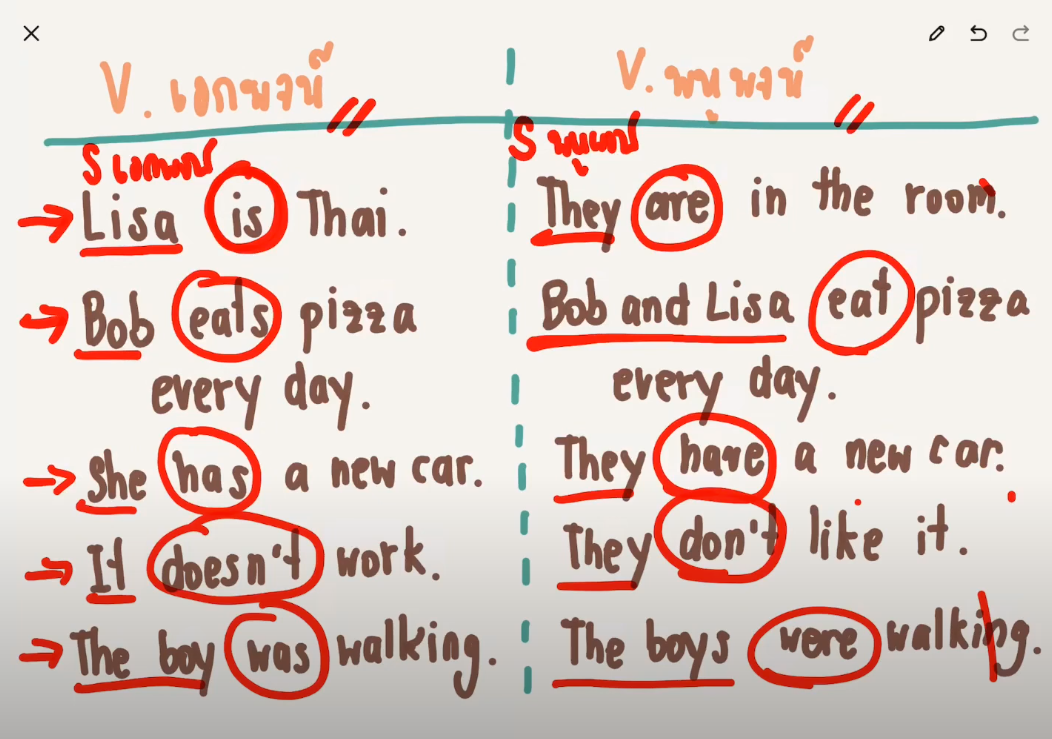 V. เอกพจน์
S เอกพจน์
Lisa is Thai.
Bob eats pizza
every day.
She has a new car.
It doesn't work.
The boy was walking.
V. พหูพจน์
S พหูพจน์
They are in the room.
Bob and Lisa eat pizza
every day.
They have a new car.
They don't like it.
The boys were walking.